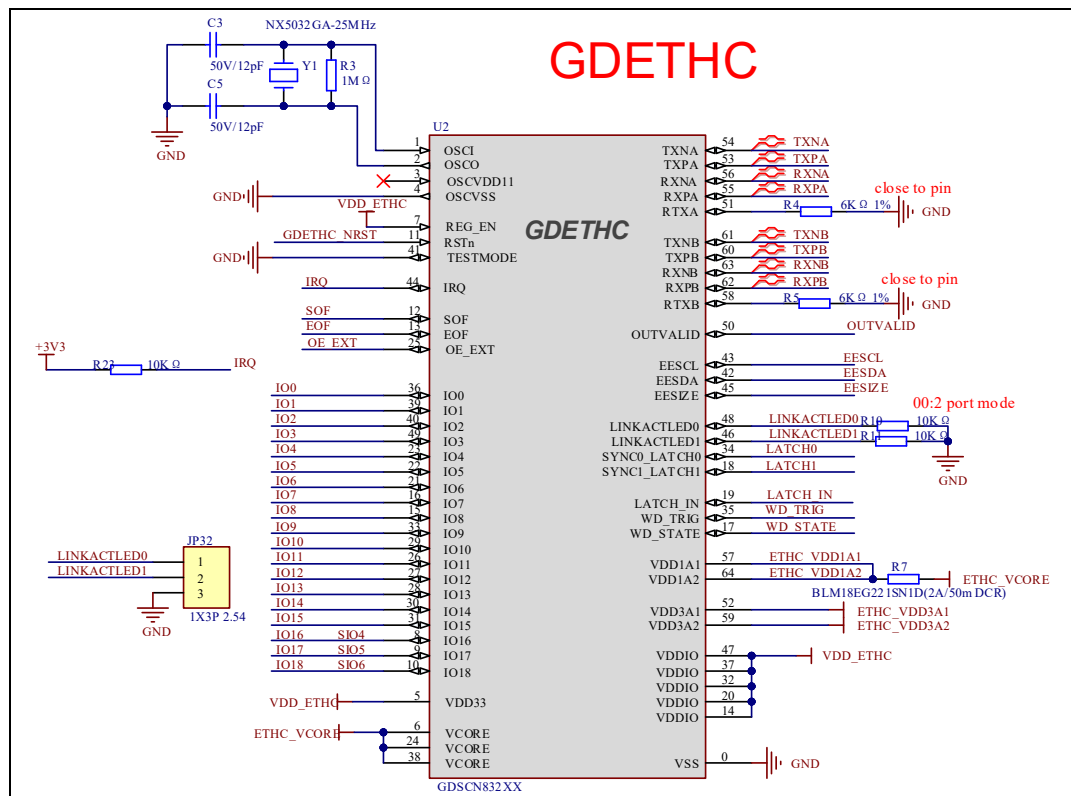 GDETHC
C3
NX5032GA-25MHz
50V/12pF
Y1
R3
1MΩ
C5
50V/12pF
GND
U2
1 OSCI
2 OSCO
3 OSCVDD11
GND 4 OSCVSS
VDD_ETHC 7 REG_EN
GDETHC_NRST 11 RSTn
GND 41 TESTMODE
IRQ 44 IRQ
SOF 12 SOF
EOF 13 EOF
OE_EXT 25 OE_EXT
+3V3
R23 10KΩ IRQ
IO0 36 IO0
IO1 39 IO1
IO2 40 IO2
IO3 49 IO3
IO4 23 IO4
IO5 22 IO5
IO6 21 IO6
IO7 16 IO7
IO8 15 IO8
IO9 33 IO9
IO10 29 IO10
IO11 26 IO11
IO12 27 IO12
IO13 28 IO13
IO14 30 IO14
IO15 31 IO15
IO16 SIO4 8 IO16
IO17 SIO5 9 IO17
IO18 SIO6 10 IO18
JP32
LINKACTLED0 1
LINKACTLED1 2
3
GND
1X3P 2.54
VDD_ETHC 5 VDD33
ETHC_VCORE 6 VCORE
24 VCORE
38 VCORE
GDETHC
TXNA 54 TXNA
TXPA 53 TXPA
RXNA 56 RXNA
RXPA 55 RXPA
close to pin
RTXA 51 R4 6KΩ 1% GND
TXNB 61 TXNB
TXPB 60 TXPB
RXNB 63 RXNB
RXPB 62 RXPB
close to pin
RTXB 58 R5 6KΩ 1% GND
OUTVALID 50 OUTVALID
EESCL 43 EESCL
EESDA 42 EESDA
EESIZE 45 EESIZE
00:2 port mode
LINKACTLED0 48 LINKACTLED0 R10 10KΩ
LINKACTLED1 46 LINKACTLED1 R11 10KΩ
SYNC0_LATCH0 34 LATCH0
SYNC1_LATCH1 18 LATCH1
GND
LATCH_IN 19 LATCH_IN
WD_TRIG 35 WD_TRIG
WD_STATE 17 WD_STATE
VDD1A1 57 ETHC_VDD1A1
VDD1A2 64 ETHC_VDD1A2 R7 ETHC_VCORE
BLM18EG221SN1D(2A/50mDCR)
VDD3A1 52 ETHC_VDD3A1
VDD3A2 59 ETHC_VDD3A2
VDDIO 47 VDD_ETHC
VDDIO 37
VDDIO 32
VDDIO 20
VDDIO 14
VSS 0 GND
GDSCN832XX